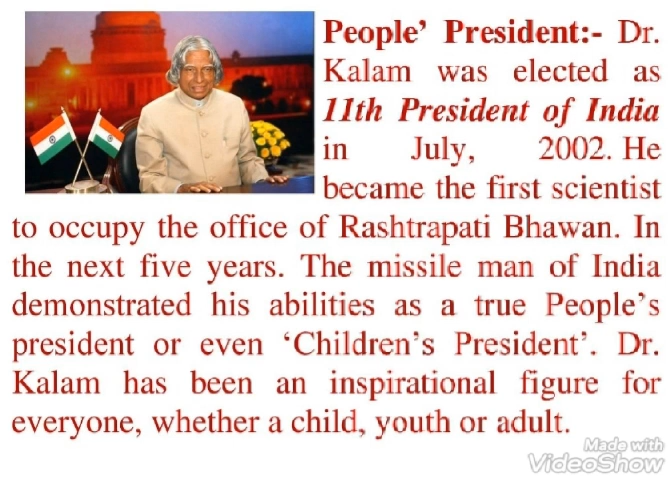 People’ President:- Dr.
Kalam was elected as
11th President of India
in July, 2002. He
became the first scientist
to occupy the office of Rashtrapati Bhawan. In
the next five years. The missile man of India
demonstrated his abilities as a true People’s
president or even ‘Children’s President’. Dr.
Kalam has been an inspirational figure for
everyone, whether a child, youth or adult.
Made with
VideoShow